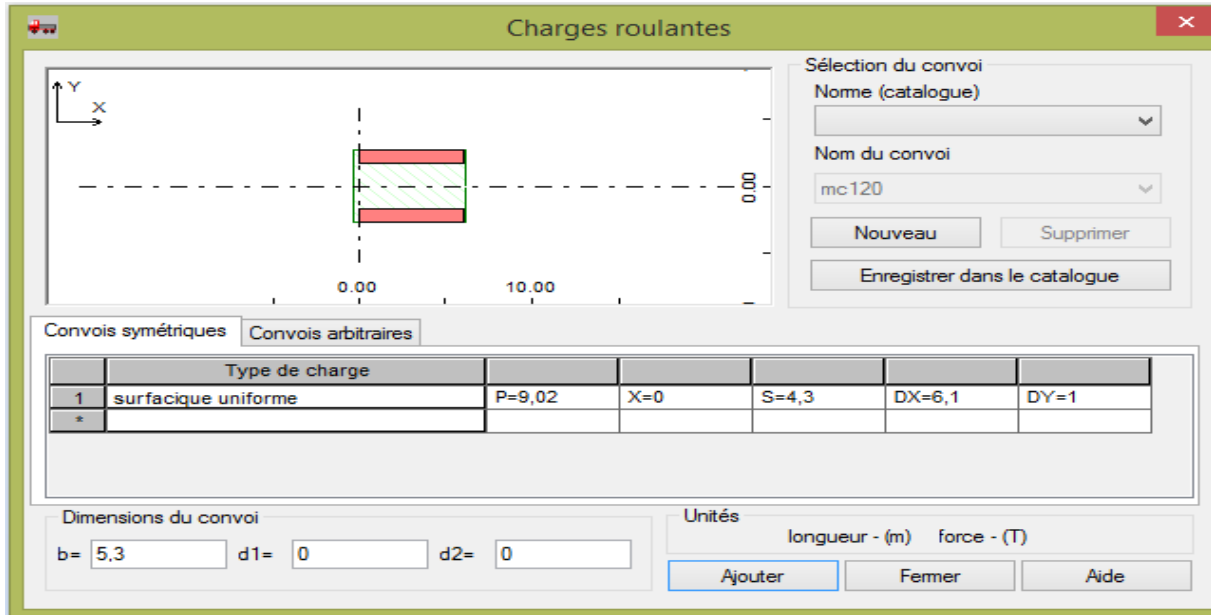 Charges roulantes
Y
X
0.00
0.00
10.00
Sélection du convoi
Norme (catalogue)
Nom du convoi
mc120
Nouveau
Supprimer
Enregistrer dans le catalogue
Convois symétriques
Convois arbitraires
Type de charge
1 surfacique uniforme P=9,02 X=0 S=4,3 DX=6,1 DY=1
*
Dimensions du convoi
b= 5,3 d1= 0 d2= 0
Unités
longueur - (m) force - (T)
Ajouter
Fermer
Aide